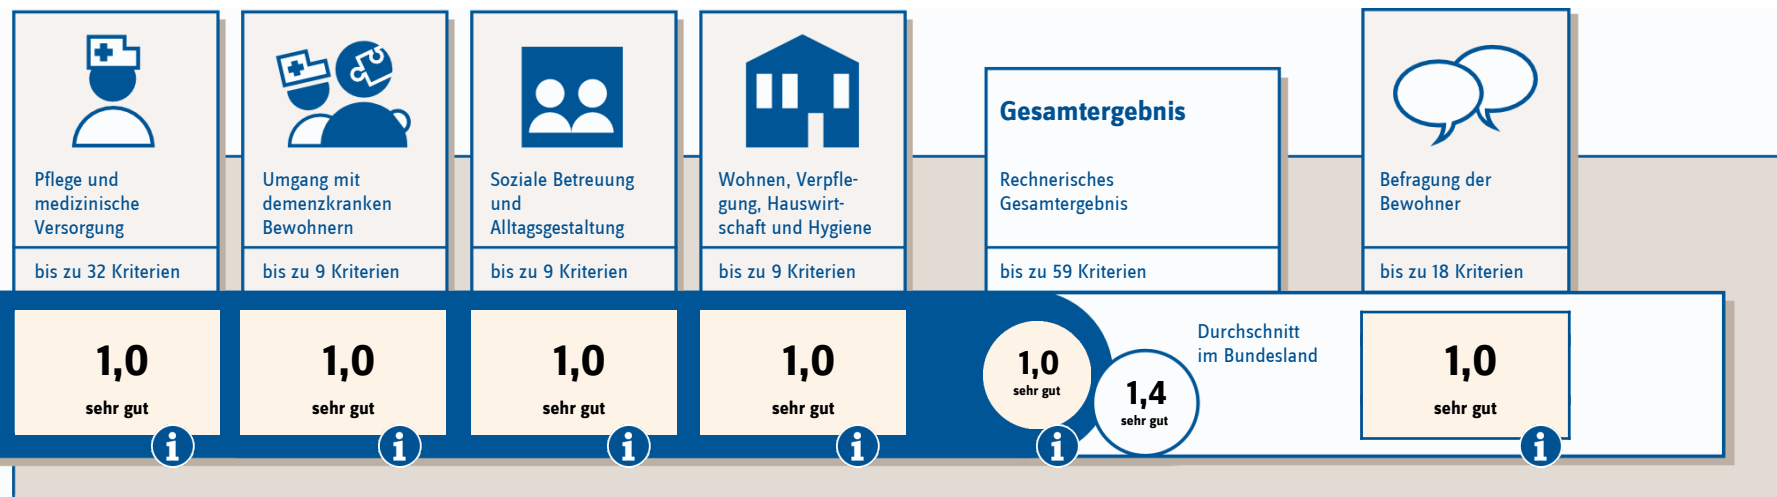 Pflege und
medizinische
Versorgung
bis zu 32 Kriterien
1,0
sehr gut
i
Umgang mit
demenzkranken
Bewohnern
bis zu 9 Kriterien
1,0
sehr gut
i
Soziale Betreuung
und
Alltagsgestaltung
bis zu 9 Kriterien
1,0
sehr gut
i
Wohnen, Verpfle-
gung, Hauswirt-
schaft und Hygiene
bis zu 9 Kriterien
1,0
sehr gut
i
Gesamtergebnis
Rechnerisches
Gesamtergebnis
bis zu 59 Kriterien
1,0
sehr gut
i
1,4
sehr gut
Durchschnitt
im Bundesland
Befragung der
Bewohner
bis zu 18 Kriterien
1,0
sehr gut
i